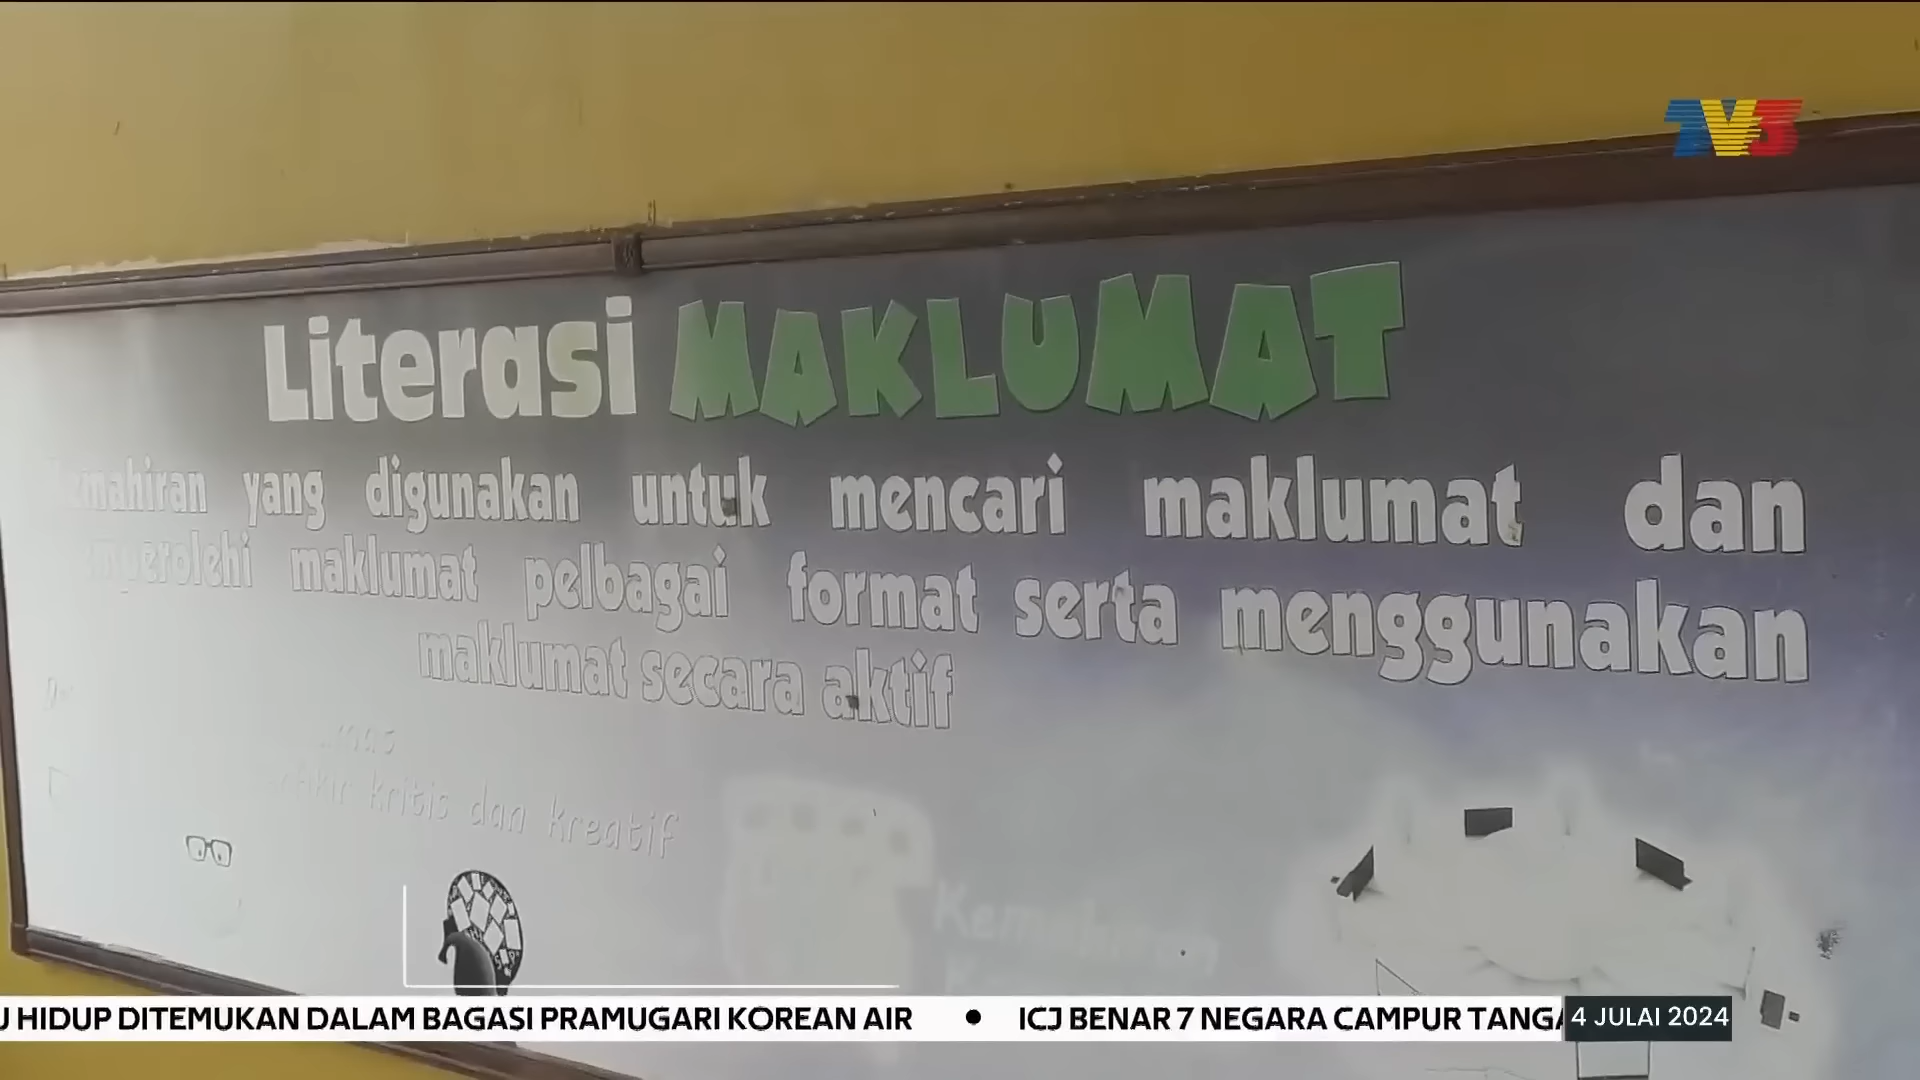 TV3
Literasi MAKLUMAT
yang digunakan untuk mencari maklumat dan
maklumat pelbagai format serta menggunakan
maklumat secara aktif
kritis dan kreatif
HIDUP DITEMUKAN DALAM BAGASI PRAMUGARI KOREAN AIR • ICJ BENAR 7 NEGARA CAMPUR 4 JULAI 2024